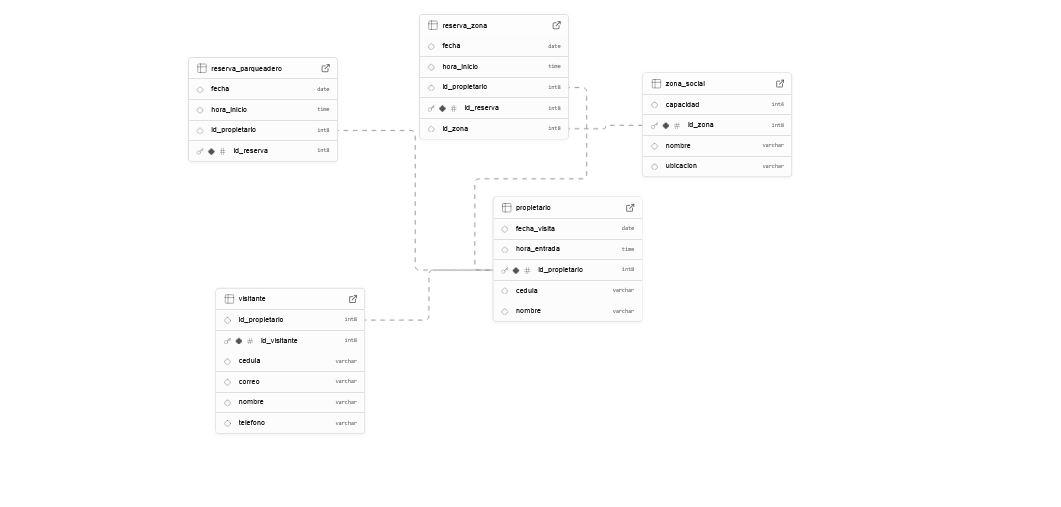 reserva_zona
fecha date
hora_inicio time
id_propietario int8
# id_reserva int8
id_zona int8
reserva_parqueadero
fecha date
hora_inicio time
id_propietario int8
# id_reserva int8
zona_social
capacidad int8
# id_zona int8
nombre varchar
ubicacion varchar
propietario
fecha_visita date
hora_entrada time
# id_propietario int8
cedula varchar
nombre varchar
visitante
id_propietario int8
# id_visitante int8
cedula varchar
correo varchar
nombre varchar
telefono varchar